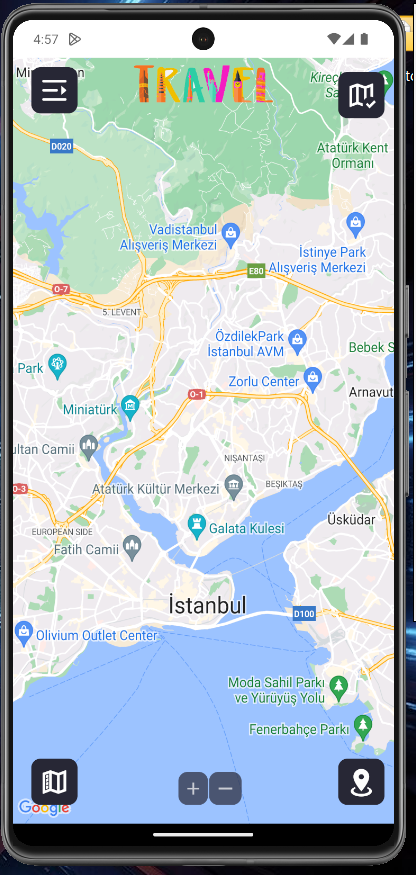 4:57
TRAVEL
Kireç
Atatürk Kent
Ormanı
D020
Vadistanbul
Alışveriş Merkezi
İstinye Park
Alışveriş Merkezi
E80
O-7
5. LEVENT
ÖzdilekPark
İstanbul AVM
Bebek S
Park
Zorlu Center
Arnavut
O-1
Miniatürk
ultan Camii
NIŞANTAŞI
Atatürk Kültür Merkezi
BEŞİKTAŞ
O-3
Galata Kulesi
Üsküdar
EUROPEAN SIDE
Fatih Camii
İstanbul
D100
Olivium Outlet Center
Moda Sahil Parkı
ve Yürüyüş Yolu
Fenerbahçe Parkı
+ −
Google